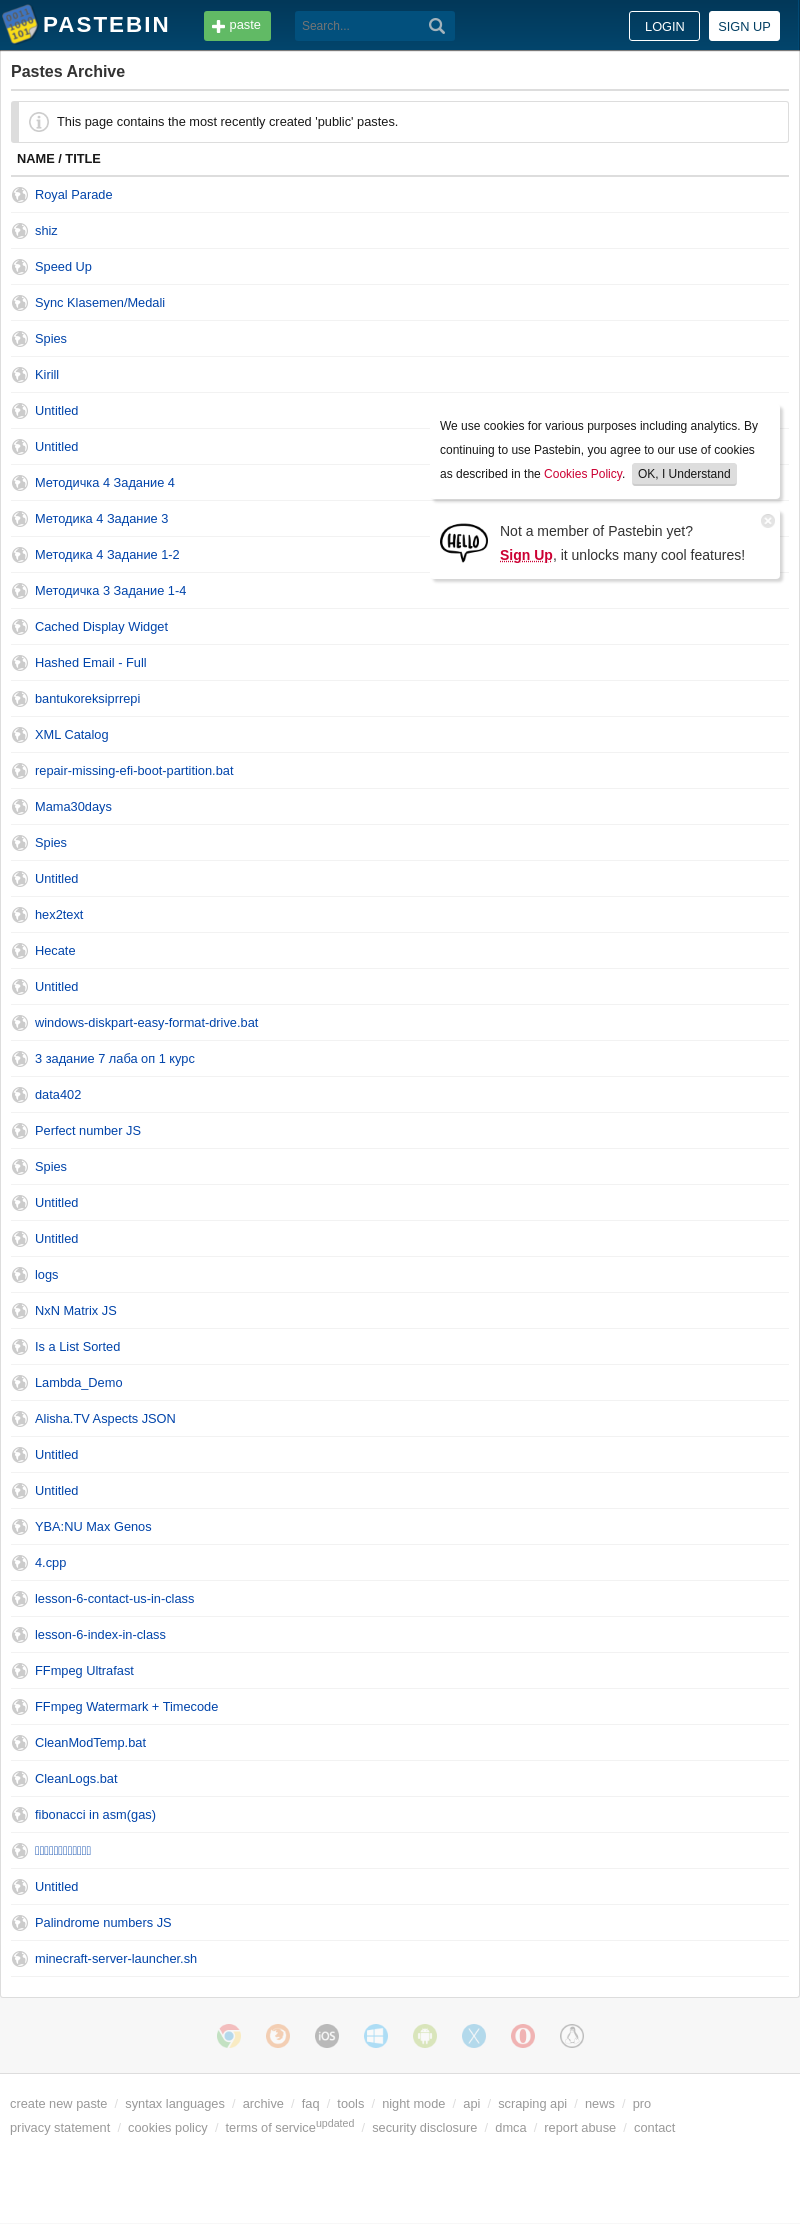 PASTEBIN
paste
Search...
LOGIN
SIGN UP
Pastes Archive
This page contains the most recently created 'public' pastes.
NAME / TITLE
Royal Parade
shiz
Speed Up
Sync Klasemen/Medali
Spies
Kirill
Untitled
Untitled
Методичка 4 Задание 4
Методика 4 Задание 3
Методика 4 Задание 1-2
Методичка 3 Задание 1-4
We use cookies for various purposes including analytics. By
continuing to use Pastebin, you agree to our use of cookies
as described in the Cookies Policy. OK, I Understand
HELLO
Not a member of Pastebin yet?
Sign Up, it unlocks many cool features!
Cached Display Widget
Hashed Email - Full
bantukoreksiprrepi
XML Catalog
repair-missing-efi-boot-partition.bat
Mama30days
Spies
Untitled
hex2text
Hecate
Untitled
windows-diskpart-easy-format-drive.bat
3 задание 7 лаба оп 1 курс
data402
Perfect number JS
Spies
Untitled
Untitled
logs
NxN Matrix JS
Is a List Sorted
Lambda_Demo
Alisha.TV Aspects JSON
Untitled
Untitled
YBA:NU Max Genos
4.cpp
lesson-6-contact-us-in-class
lesson-6-index-in-class
FFmpeg Ultrafast
FFmpeg Watermark + Timecode
CleanModTemp.bat
CleanLogs.bat
fibonacci in asm(gas)
Untitled
Palindrome numbers JS
minecraft-server-launcher.sh
iOS
create new paste / syntax languages / archive / faq / tools / night mode / api / scraping api / news / pro
privacy statement / cookies policy / terms of service updated / security disclosure / dmca / report abuse / contact